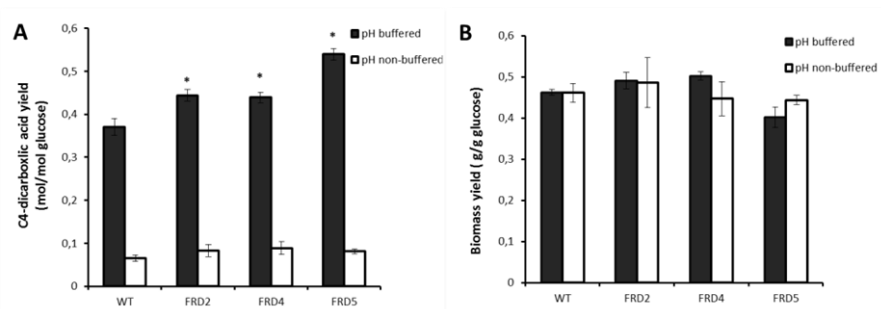 A
C4-dicarboxlic acid yield
(mol/mol glucose)
0,6
0,5
0,4
0,3
0,2
0,1
0
*
*
*
pH buffered
pH non-buffered
WT
FRD2
FRD4
FRD5
B
Biomass yield ( g/g glucose)
0,6
0,5
0,4
0,3
0,2
0,1
0
pH buffered
pH non-buffered
WT
FRD2
FRD4
FRD5